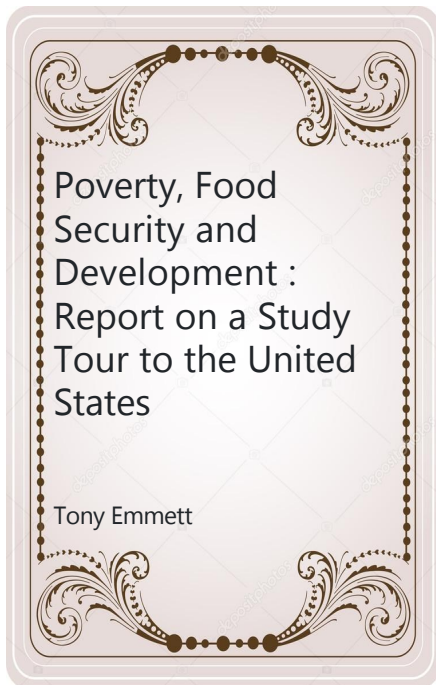 Poverty, Food
Security and
Development :
Report on a Study
Tour to the United
States
Tony Emmett